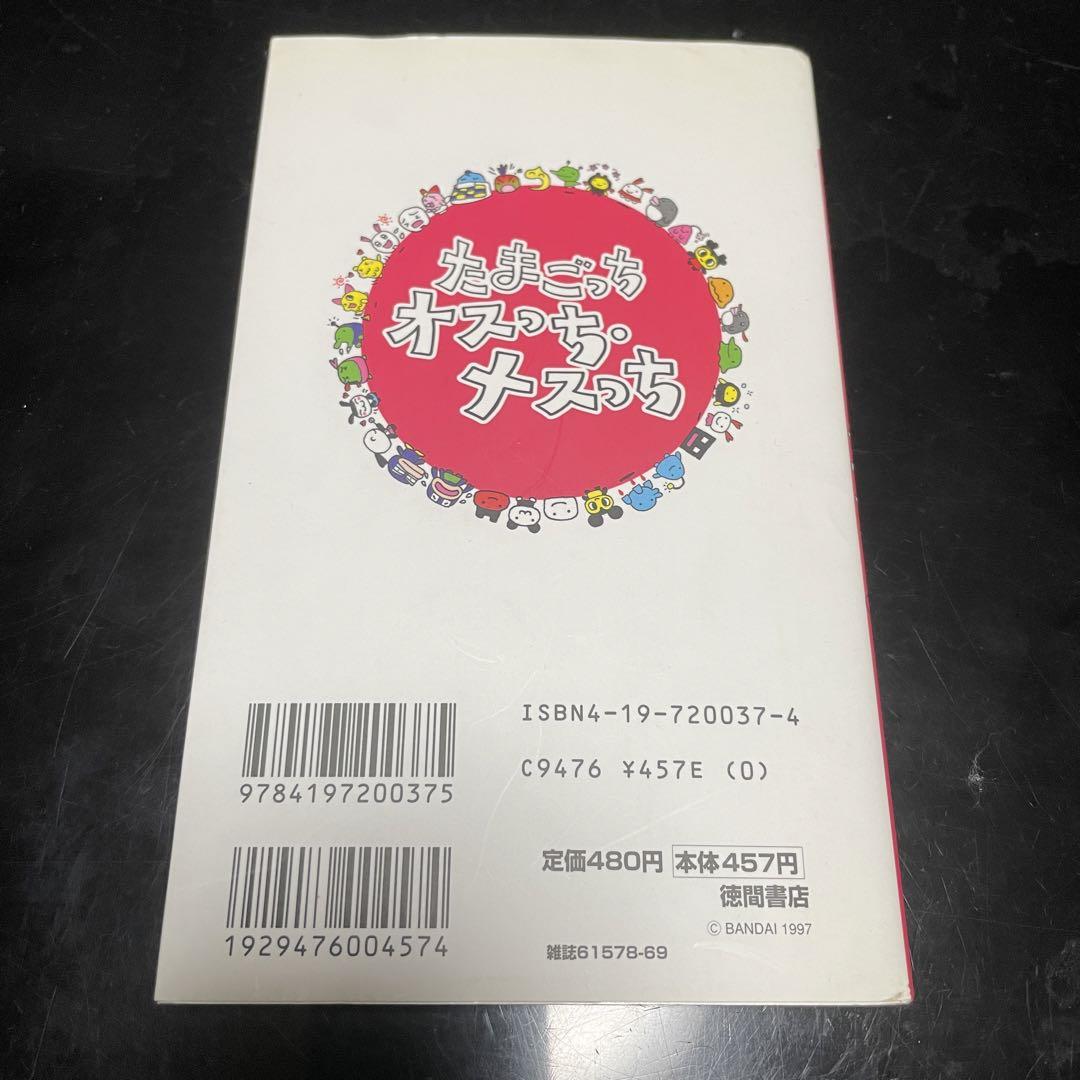 たまごっち
オスっち・
メスっち
ISBN4-19-720037-4
C9476 ¥457E (0)
9784197200375
定価480円 本体457円
徳間書店
© BANDAI 1997
1929476004574
雑誌61578-69